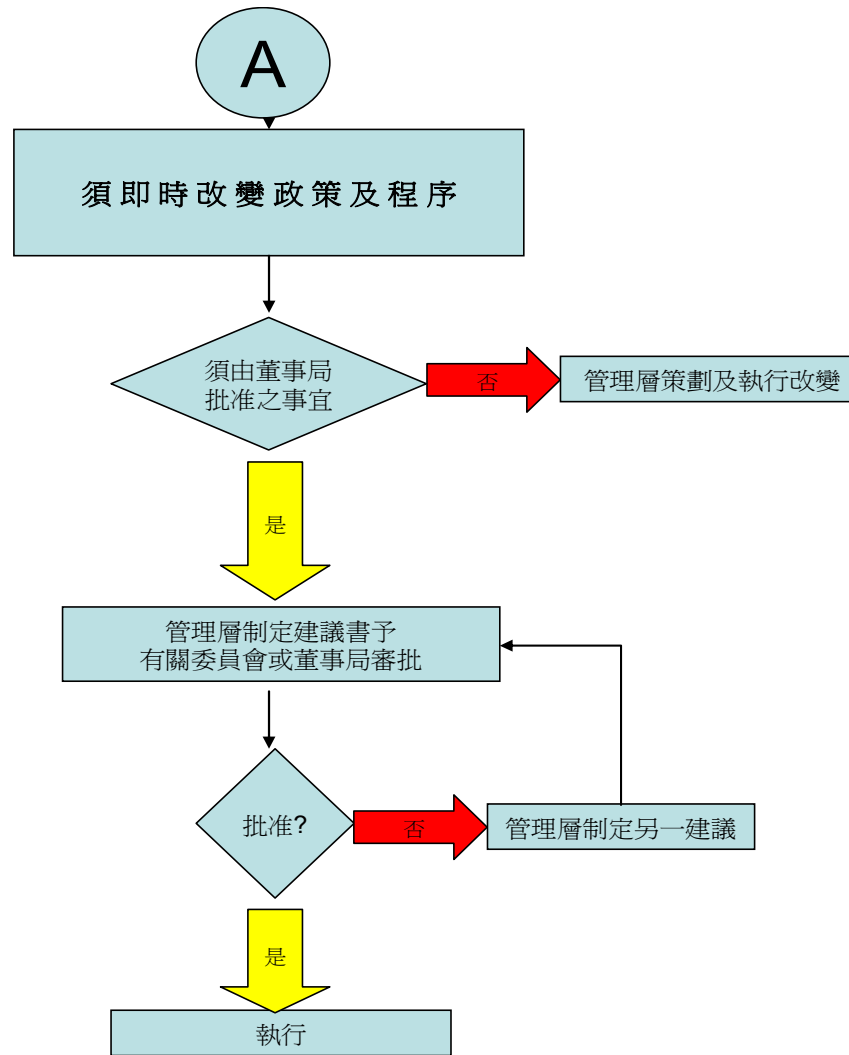 A
須即時改變政策及程序
須由董事局
批准之事宜
否
管理層策劃及執行改變
是
管理層制定建議書予
有關委員會或董事局審批
批准?
否
管理層制定另一建議
是
執行